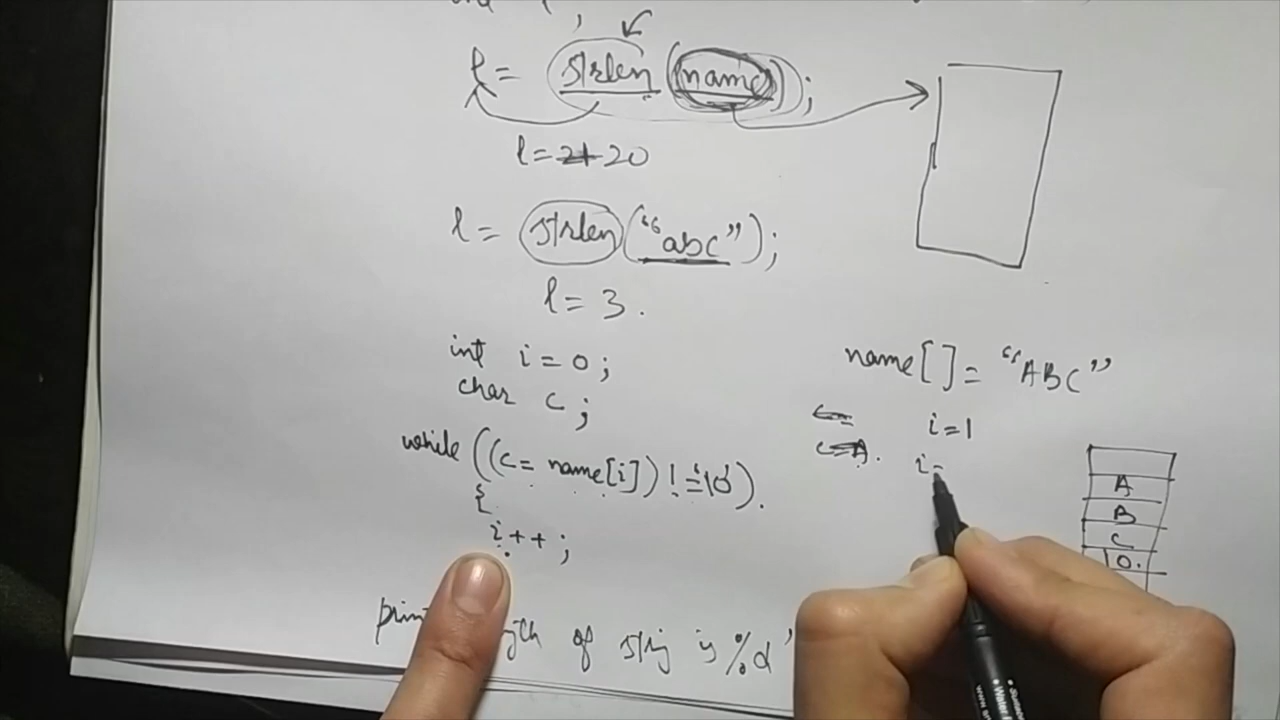 l = strlen (name);
l = 21 20
l = strlen ("abc");
l = 3.
int i = 0;
char c;
while ((c = name[i]) != '\0').
{
i++;
of string is %d"
name[] = "ABC"
c =
i = 1
c = A.
i =
A
B
C
\0.